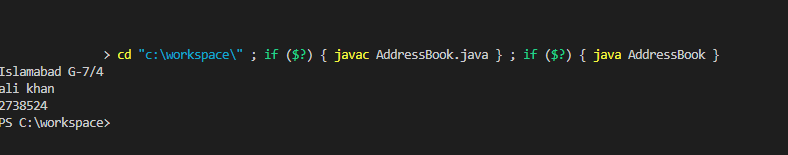 > cd "c:\workspace\" ; if ($?) { javac AddressBook.java } ; if ($?) { java AddressBook }
Islamabad G-7/4
ali khan
2738524
PS C:\workspace>